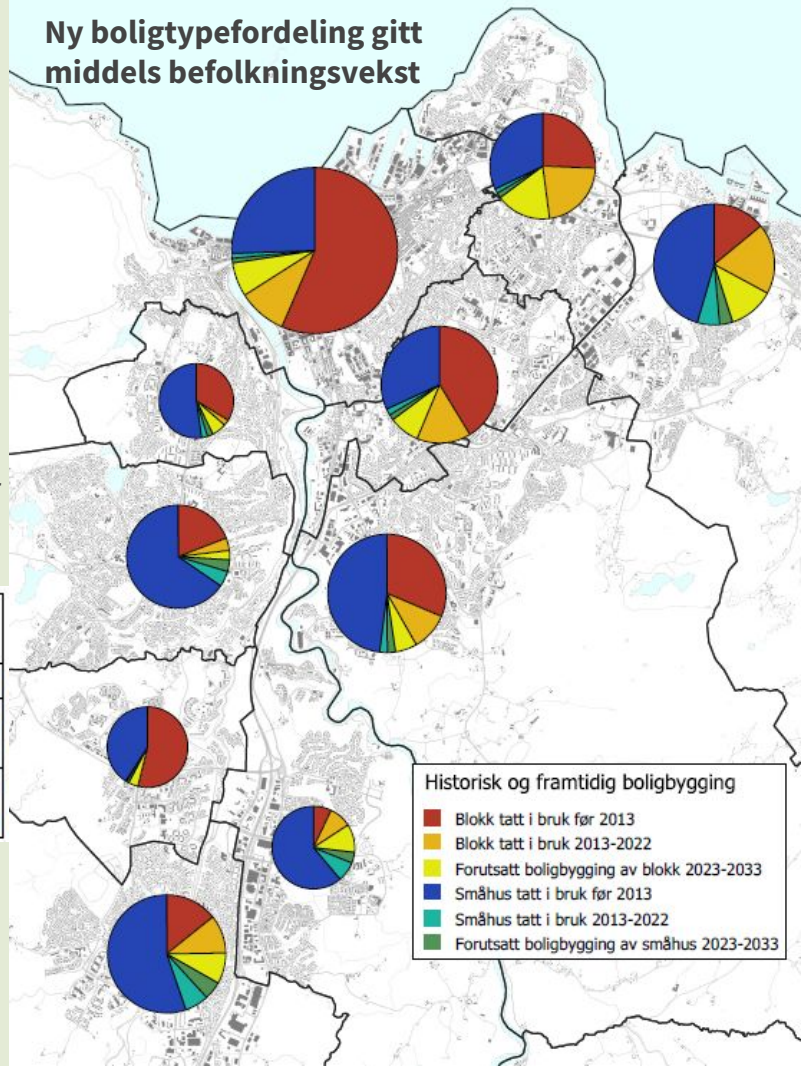 Ny boligtypefordeling gitt
middels befolkningsvekst
Historisk og framtidig boligbygging
Blokk tatt i bruk før 2013
Blokk tatt i bruk 2013-2022
Forutsatt boligbygging av blokk 2023-2033
Småhus tatt i bruk før 2013
Småhus tatt i bruk 2013-2022
Forutsatt boligbygging av småhus 2023-2033